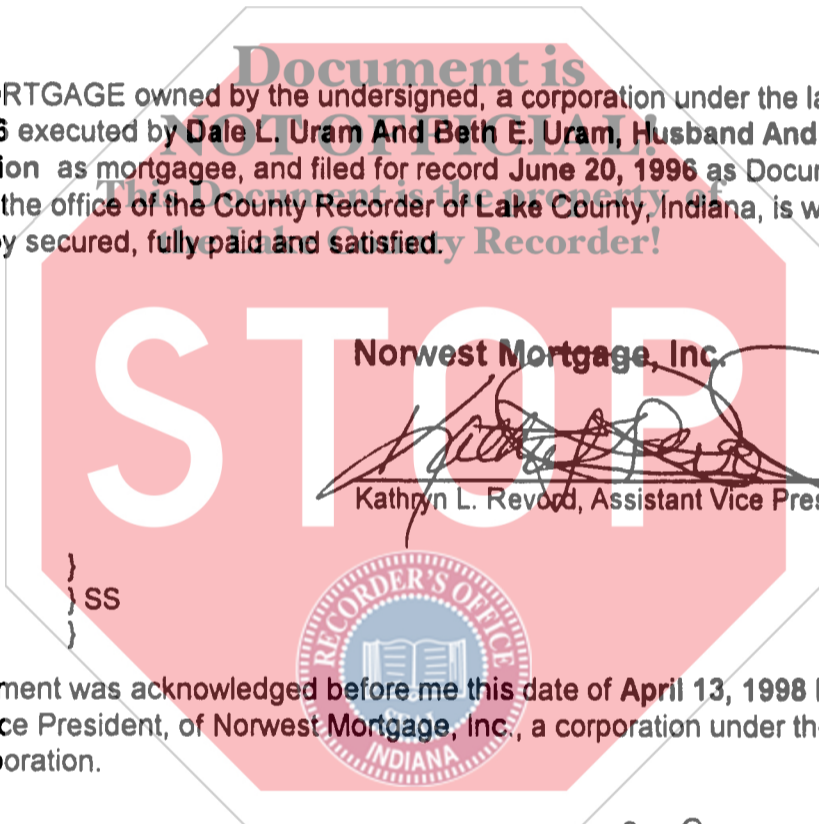 Document is
RTGAGE owned by the undersigned, a corporation under the la
6 executed by Dale L. Uram And Beth E. Uram, Husband And
NOT OFFICIAL!
ion as mortgagee, and filed for record June 20, 1996 as Docum
This Document is the property of
the office of the County Recorder of Lake County, Indiana, is w
y secured, fully paid and satisfied.
the Lake County Recorder!
STOP
Norwest Mortgage, Inc.
Kathryn L. Revord, Assistant Vice Pres
}
} SS
}
RECORDER'S OFFICE
INDIANA
ment was acknowledged before me this date of April 13, 1998
ce President, of Norwest Mortgage, Inc., a corporation under th
oration.